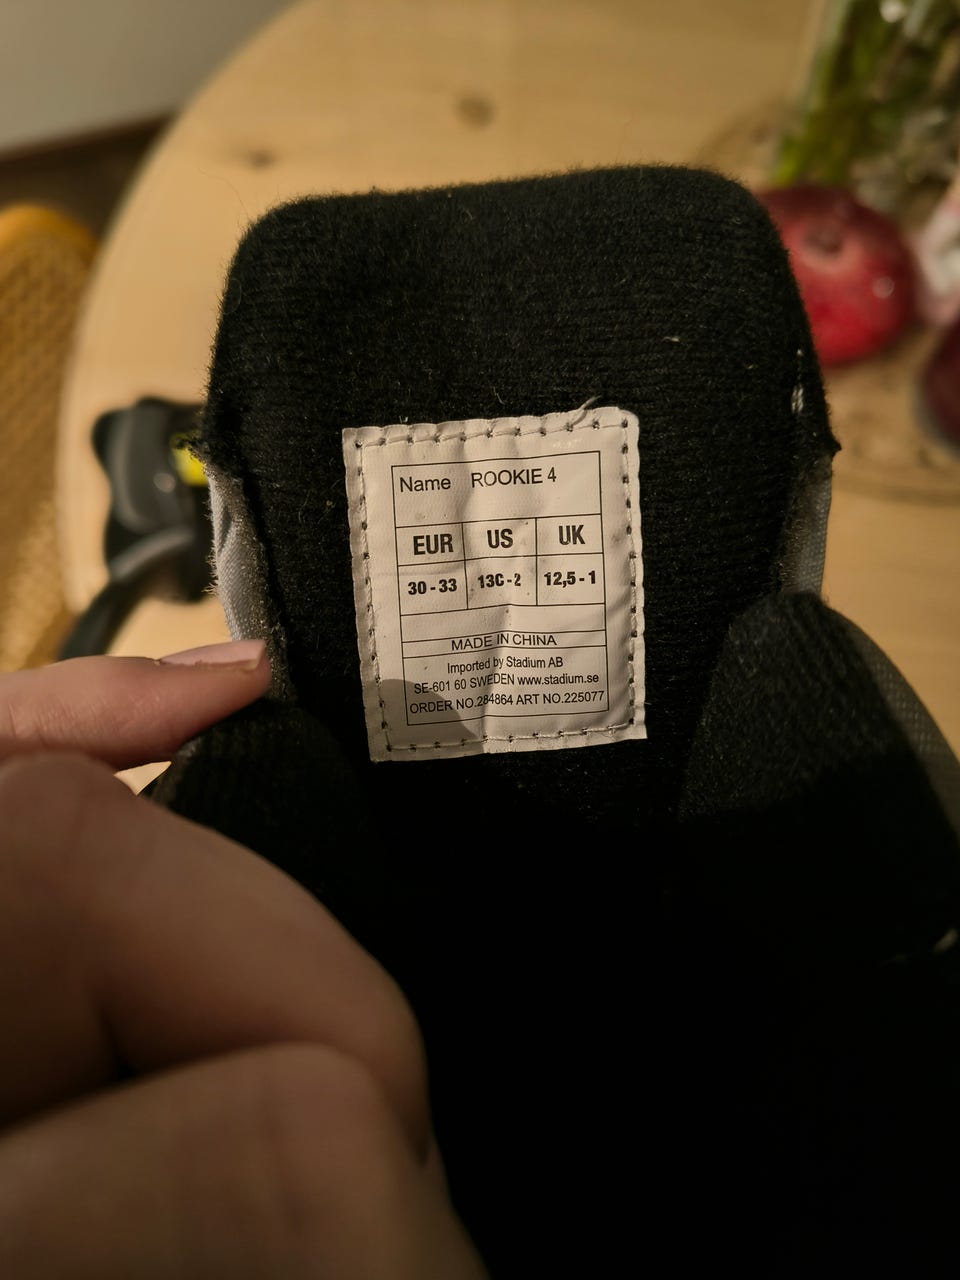 Name ROOKIE 4
EUR US UK
30 - 33 13C - 2 12,5 - 1
MADE IN CHINA
Imported by Stadium AB
SE-601 60 SWEDEN www.stadium.se
ORDER NO.284864 ART NO.225077